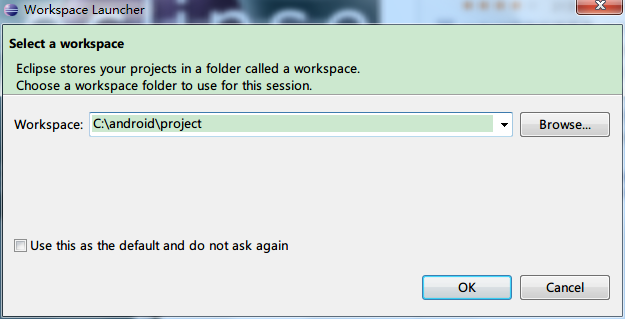 Workspace Launcher
Select a workspace
Eclipse stores your projects in a folder called a workspace.
Choose a workspace folder to use for this session.
Workspace: C:\android\project Browse...
Use this as the default and do not ask again
OK Cancel